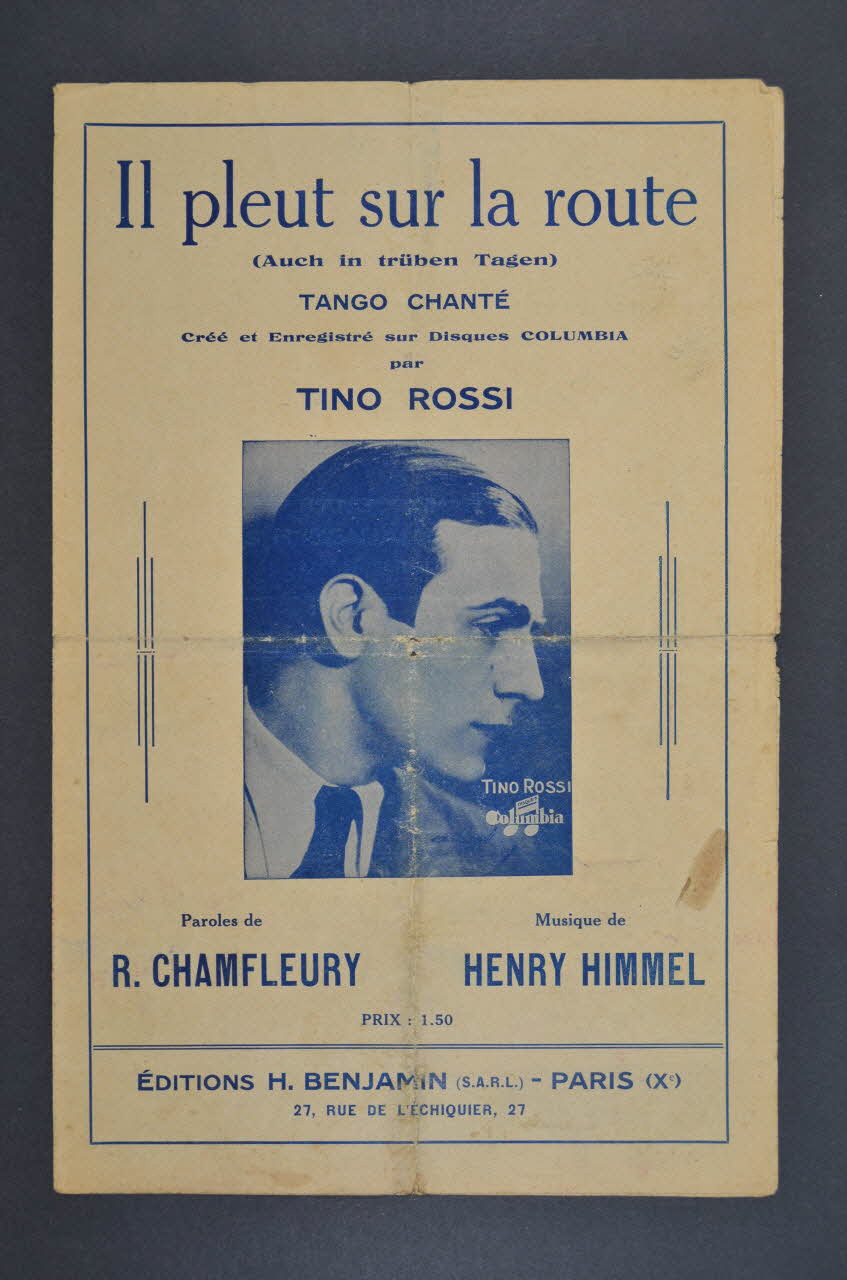 Il pleut sur la route
(Auch in trüben Tagen)
TANGO CHANTÉ
Créé et Enregistré sur Disques COLUMBIA
par
TINO ROSSI
TINO ROSSI
DISQUES
Columbia
Paroles de
R. CHAMFLEURY
Musique de
HENRY HIMMEL
PRIX : 1.50
ÉDITIONS H. BENJAMIN (S.A.R.L.) - PARIS (Xe)
27, RUE DE L'ÉCHIQUIER, 27